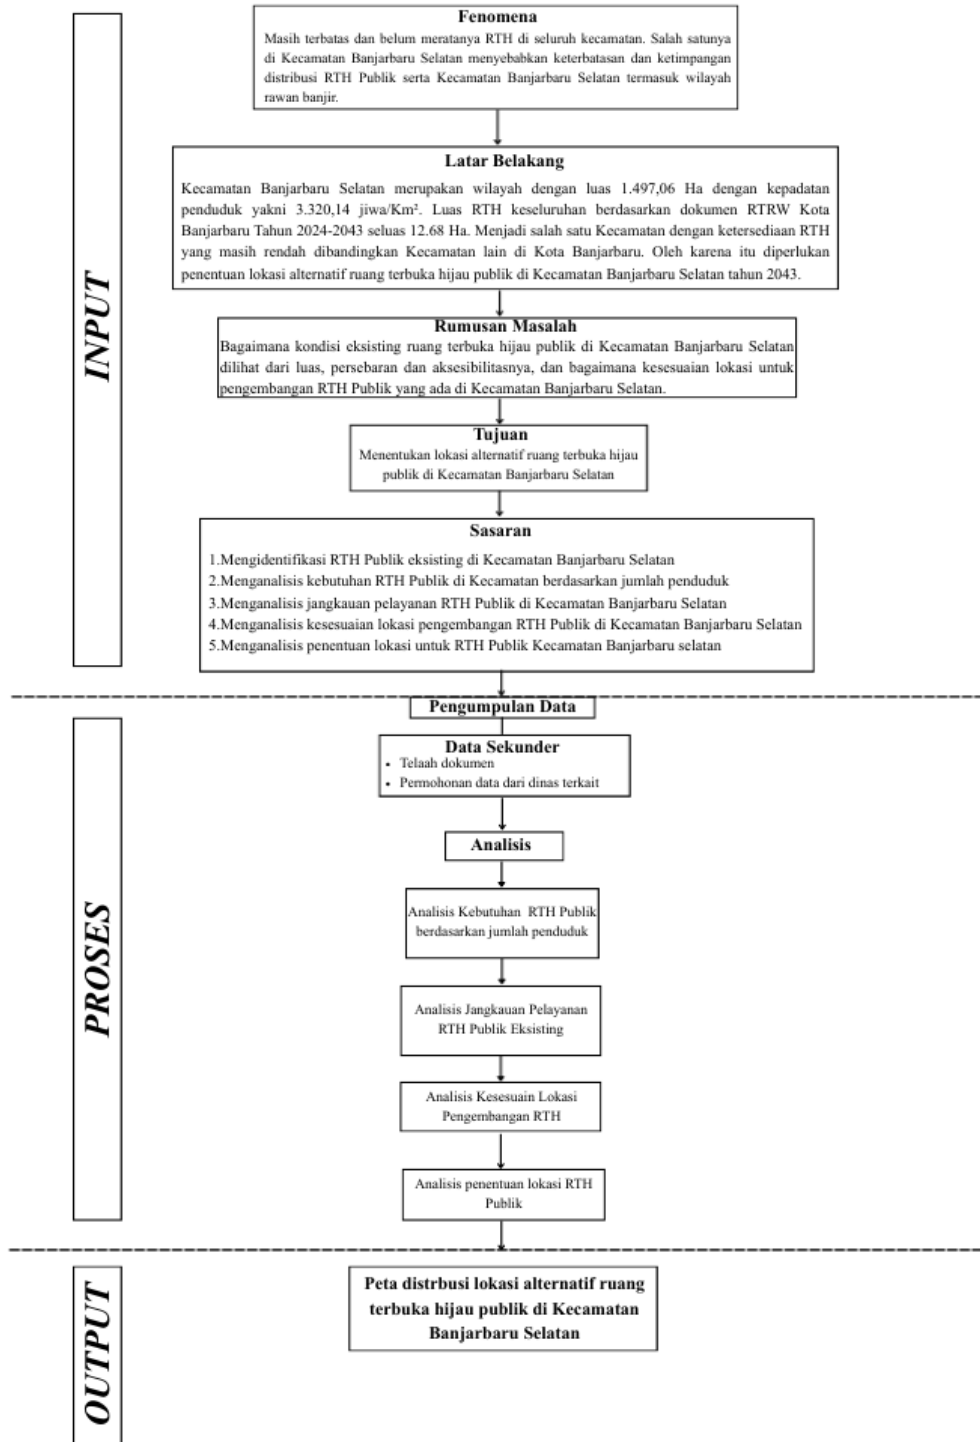 INPUT
Fenomena
Masih terbatas dan belum meratanya RTH di seluruh kecamatan. Salah satunya
di Kecamatan Banjarbaru Selatan menyebabkan keterbatasan dan ketimpangan
distribusi RTH Publik serta Kecamatan Banjarbaru Selatan termasuk wilayah
rawan banjir.
Latar Belakang
Kecamatan Banjarbaru Selatan merupakan wilayah dengan luas 1.497,06 Ha dengan kepadatan
penduduk yakni 3.320,14 jiwa/Km². Luas RTH keseluruhan berdasarkan dokumen RTRW Kota
Banjarbaru Tahun 2024-2043 seluas 12.68 Ha. Menjadi salah satu Kecamatan dengan ketersediaan RTH
yang masih rendah dibandingkan Kecamatan lain di Kota Banjarbaru. Oleh karena itu diperlukan
penentuan lokasi alternatif ruang terbuka hijau publik di Kecamatan Banjarbaru Selatan tahun 2043.
Rumusan Masalah
Bagaimana kondisi eksisting ruang terbuka hijau publik di Kecamatan Banjarbaru Selatan
dilihat dari luas, persebaran dan aksesibilitasnya, dan bagaimana kesesuaian lokasi untuk
pengembangan RTH Publik yang ada di Kecamatan Banjarbaru Selatan.
Tujuan
Menentukan lokasi alternatif ruang terbuka hijau
publik di Kecamatan Banjarbaru Selatan
Sasaran
1.Mengidentifikasi RTH Publik eksisting di Kecamatan Banjarbaru Selatan
2.Menganalisis kebutuhan RTH Publik di Kecamatan berdasarkan jumlah penduduk
3.Menganalisis jangkauan pelayanan RTH Publik di Kecamatan Banjarbaru Selatan
4.Menganalisis kesesuaian lokasi pengembangan RTH Publik di Kecamatan Banjarbaru Selatan
5.Menganalisis penentuan lokasi untuk RTH Publik Kecamatan Banjarbaru selatan
PROSES
Pengumpulan Data
Data Sekunder
• Telaah dokumen
• Permohonan data dari dinas terkait
Analisis
Analisis Kebutuhan RTH Publik
berdasarkan jumlah penduduk
Analisis Jangkauan Pelayanan
RTH Publik Eksisting
Analisis Kesesuain Lokasi
Pengembangan RTH
Analisis penentuan lokasi RTH
Publik
OUTPUT
Peta distrbusi lokasi alternatif ruang
terbuka hijau publik di Kecamatan
Banjarbaru Selatan